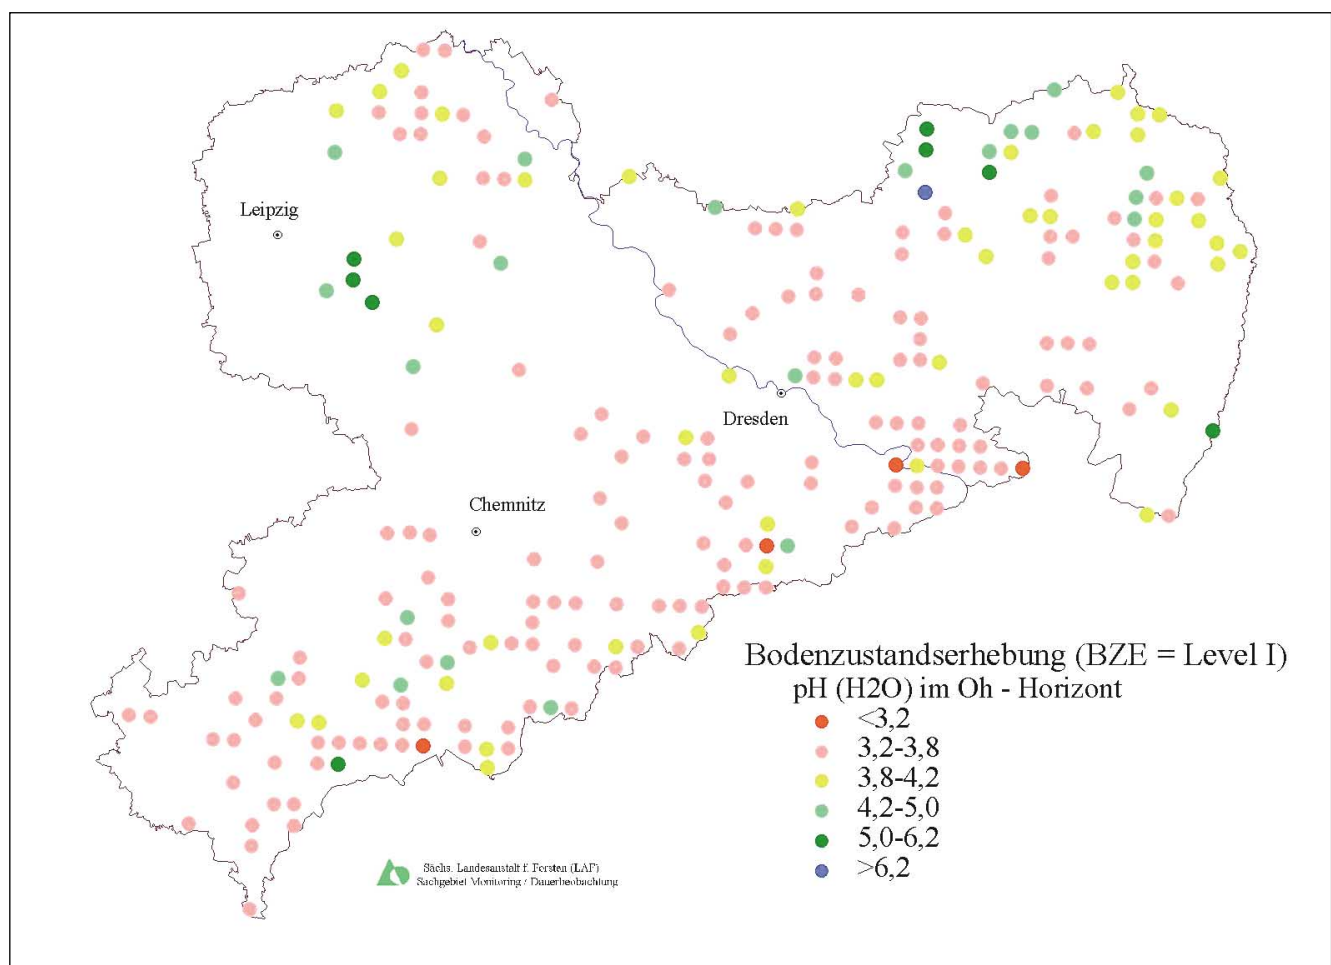 Leipzig
Dresden
Chemnitz
Bodenzustandserhebung (BZE = Level I)
pH (H2O) im Oh - Horizont
<3,2
3,2-3,8
3,8-4,2
4,2-5,0
5,0-6,2
>6,2
Sächs. Landesanstalt f. Forsten (LAF)
Sachgebiet Monitoring / Dauerbeobachtung